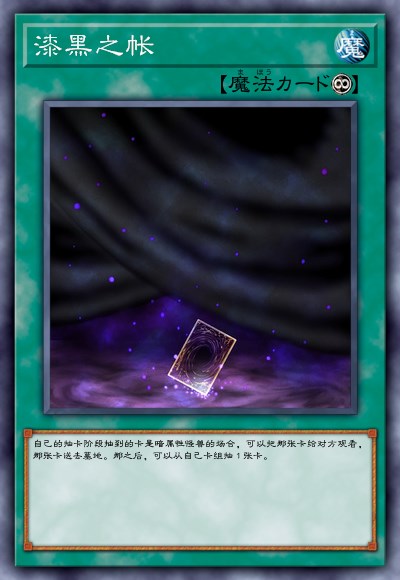 漆黑之帐
魔
【魔法カード♾】
まほう
自己的抽卡阶段抽到的卡是暗属性怪兽的场合，可以把那张卡给对方观看，
那张卡送去墓地。那之后，可以从自己卡组抽1张卡。